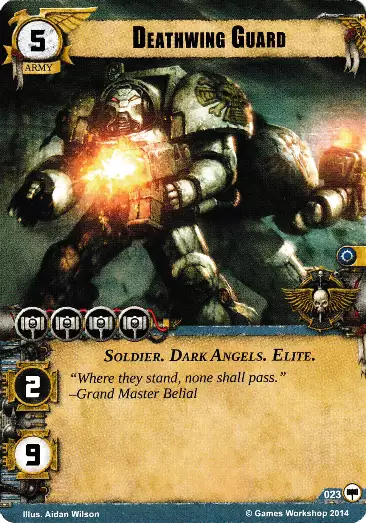 5
DEATHWING GUARD
ARMY
SOLDIER. DARK ANGELS. ELITE.
2
“Where they stand, none shall pass.”
–Grand Master Belial
9
023
Illus. Aidan Wilson
© Games Workshop 2014